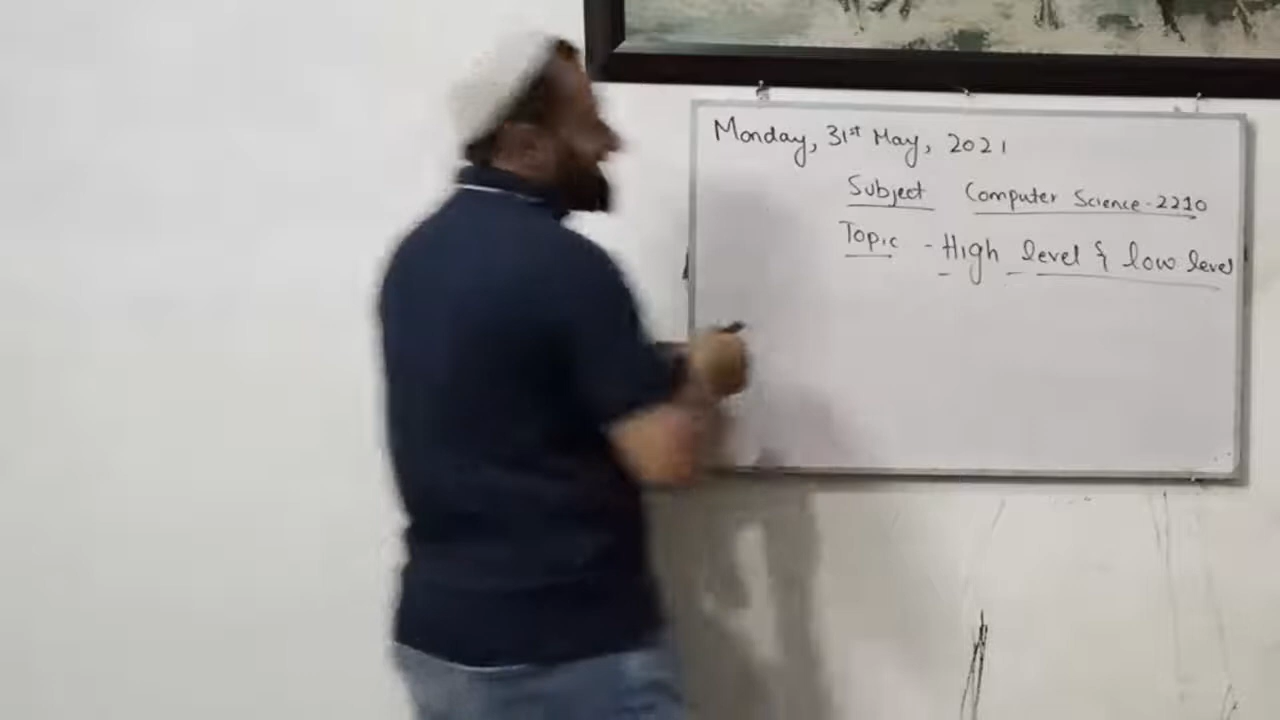 Monday, 31st May, 2021
Subject Computer Science-2210
Topic - High level & low level